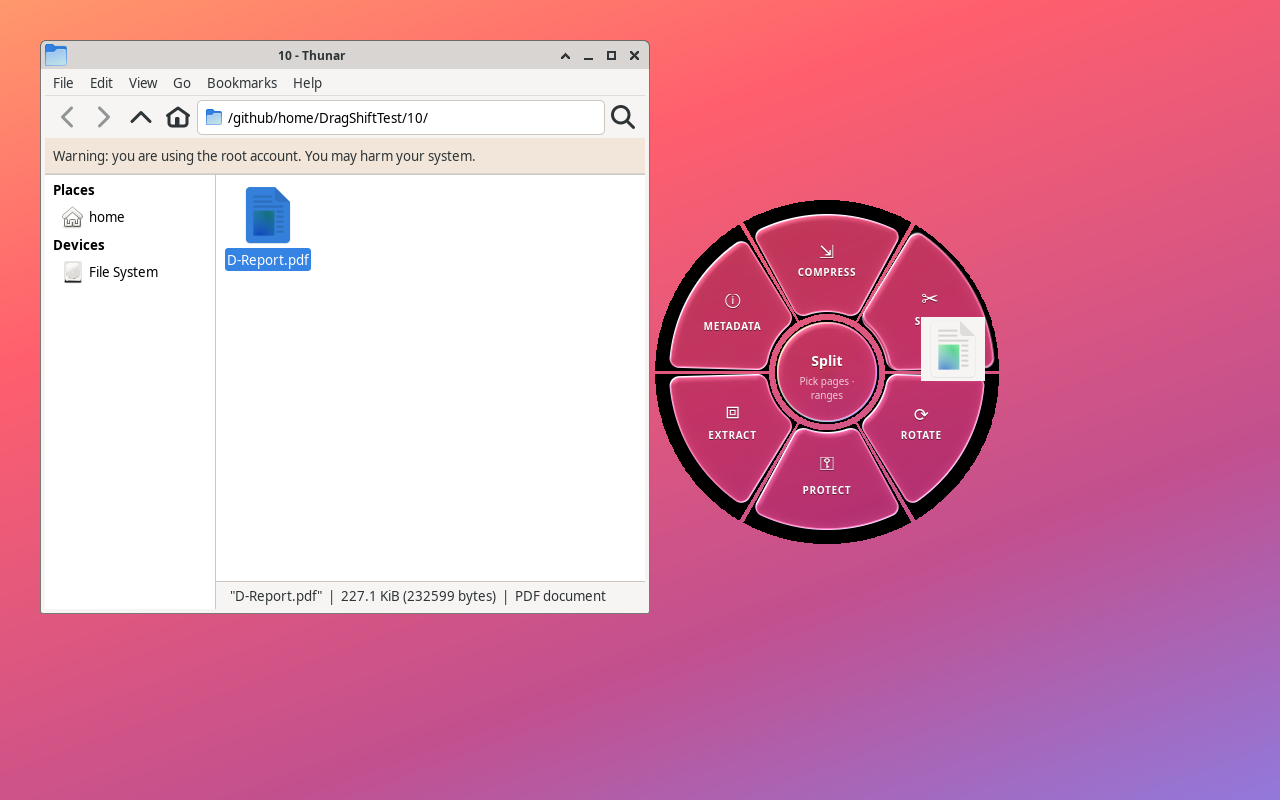 10 - Thunar
File Edit View Go Bookmarks Help
/github/home/DragShiftTest/10/
Warning: you are using the root account. You may harm your system.
Places
home
Devices
File System
D-Report.pdf
"D-Report.pdf" | 227.1 KiB (232599 bytes) | PDF document
COMPRESS
METADATA
Split
Pick pages ·
ranges
EXTRACT
ROTATE
PROTECT